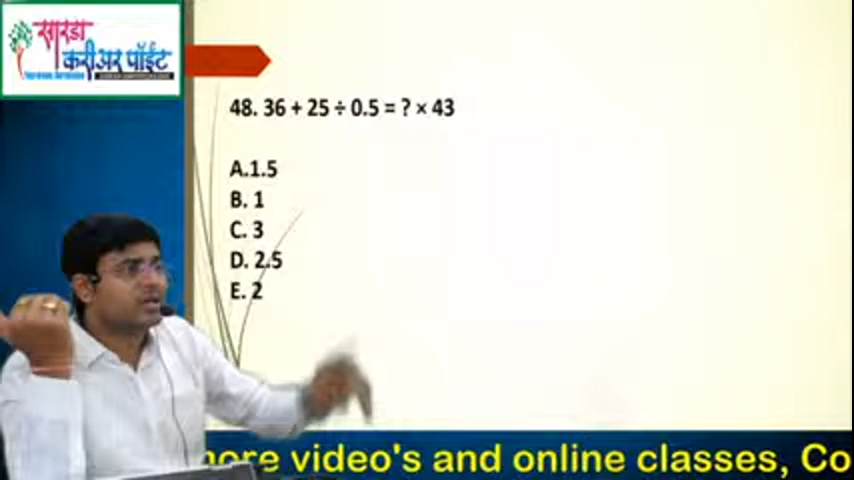 सारडा
करीअर पॉईंट
48. 36 + 25 ÷ 0.5 = ? × 43
A.1.5
B. 1
C. 3
D. 2.5
E. 2
more video's and online classes, Co